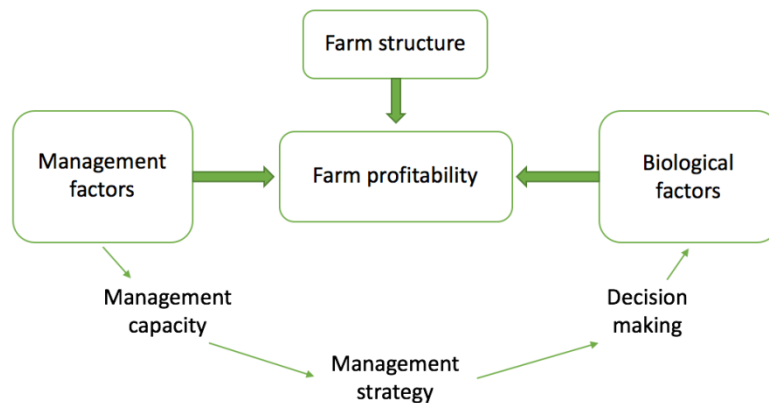 Farm structure
Management
factors
Farm profitability
Biological
factors
Management
capacity
Decision
making
Management
strategy